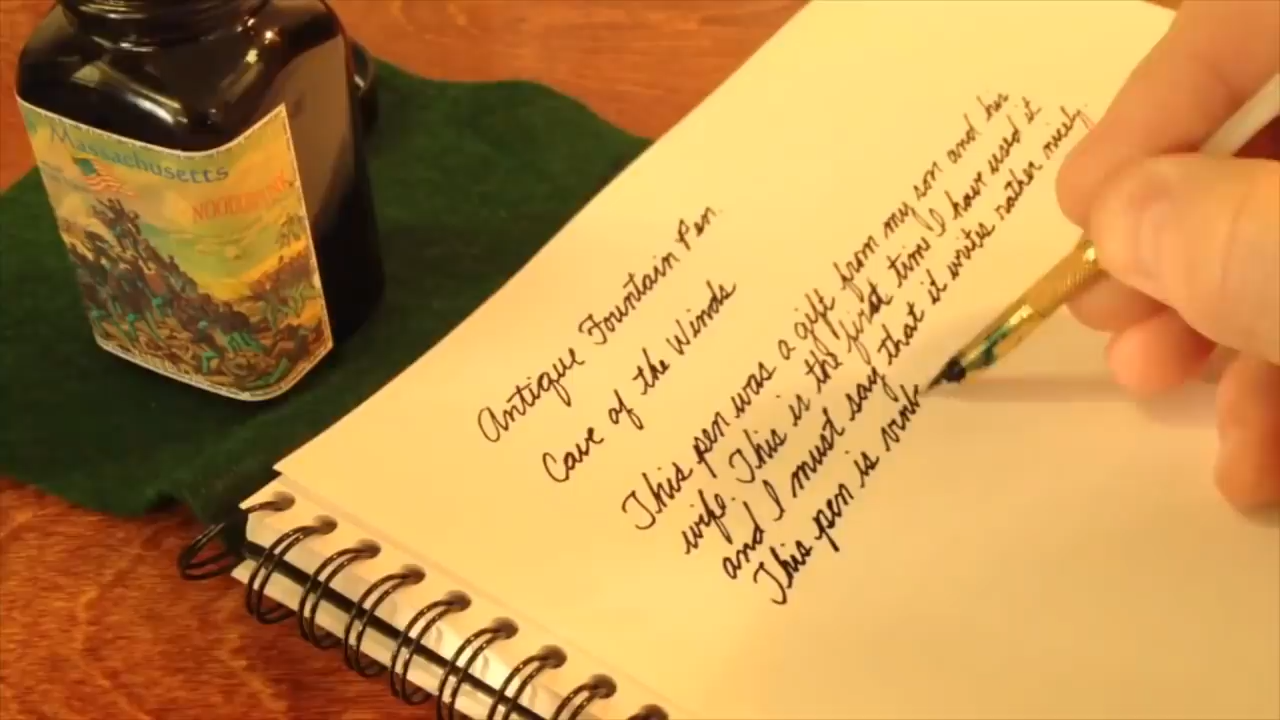 Massachusetts
Antique Fountain Pen.
Cave of the Winds
This pen was a gift from my son and his
wife. This is the first time I have used it
and I must say that it writes rather nicely.
This pen is